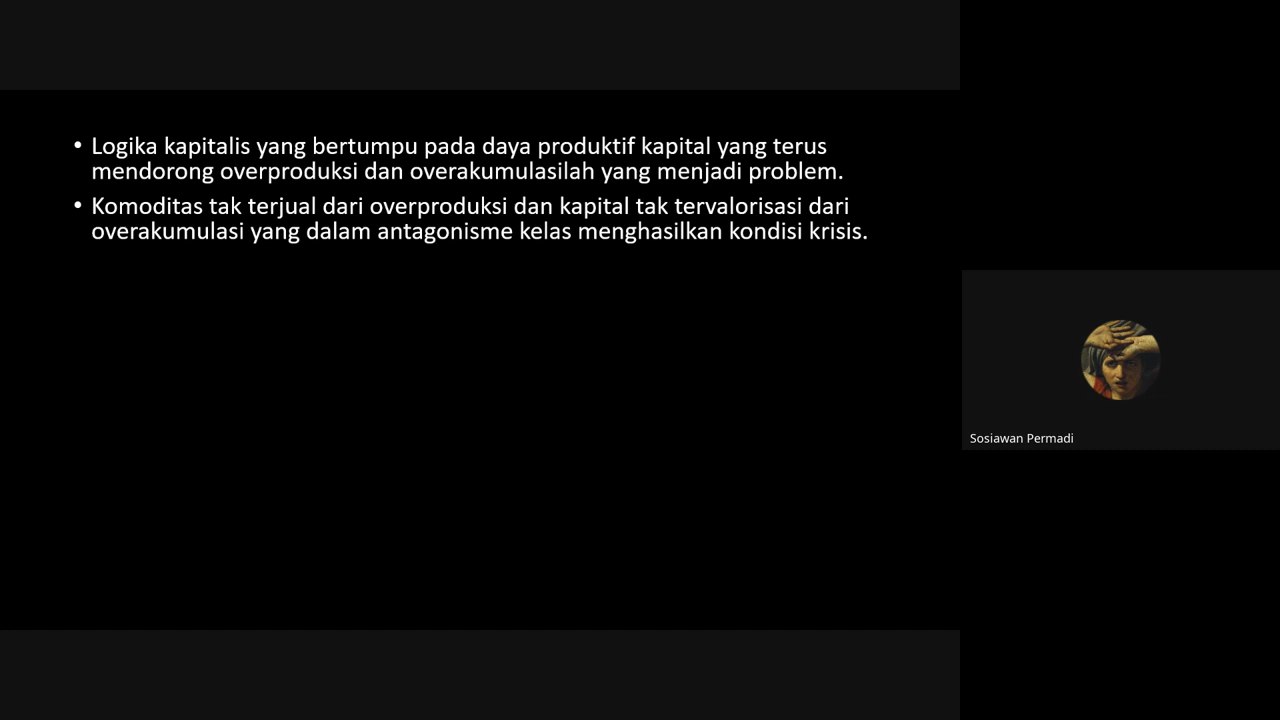 • Logika kapitalis yang bertumpu pada daya produktif kapital yang terus
mendorong overproduksi dan overakumulasilah yang menjadi problem.
• Komoditas tak terjual dari overproduksi dan kapital tak tervalorisasi dari
overakumulasi yang dalam antagonisme kelas menghasilkan kondisi krisis.
Sosiawan Permadi